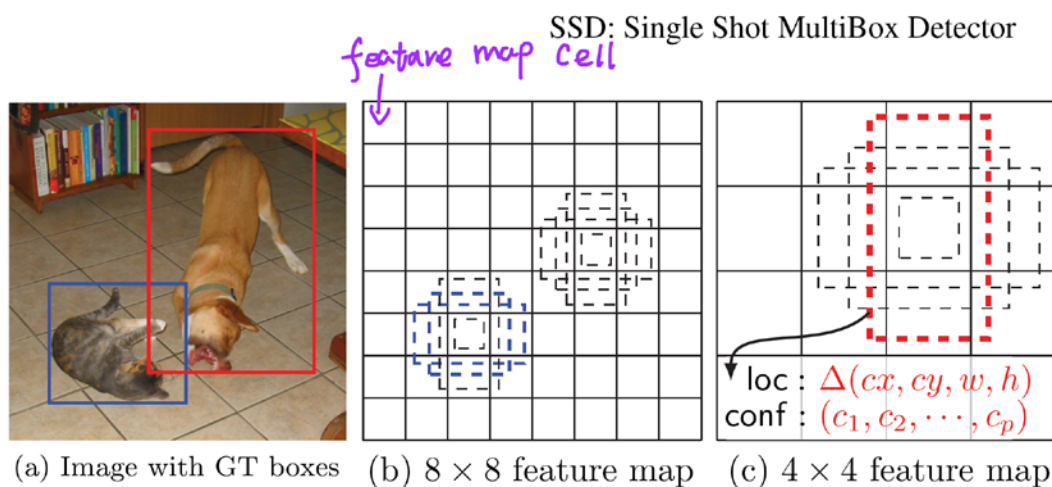 SSD: Single Shot MultiBox Detector
feature map cell
loc : Δ(cx, cy, w, h)
conf : (c₁, c₂, ⋯, cₚ)
(a) Image with GT boxes
(b) 8 × 8 feature map
(c) 4 × 4 feature map